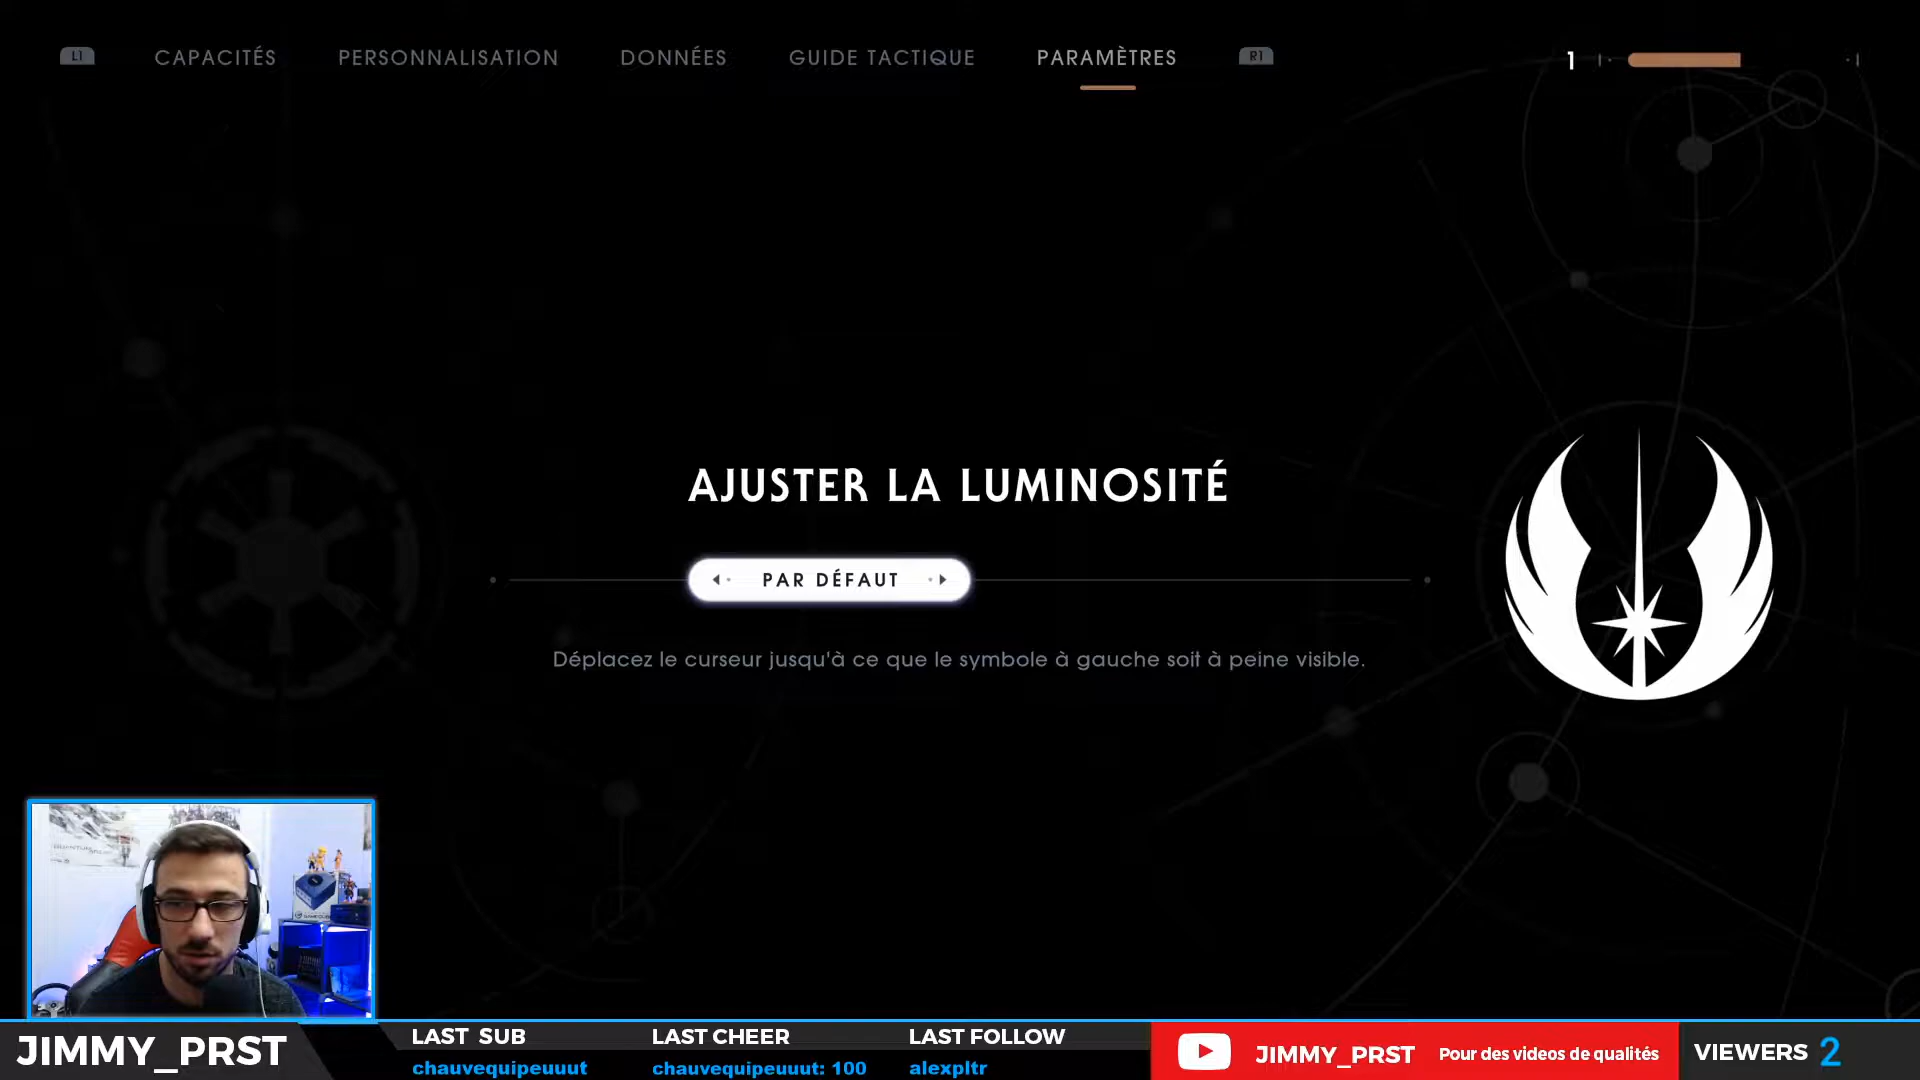 L1 CAPACITÉS PERSONNALISATION DONNÉES GUIDE TACTIQUE PARAMÈTRES R1 1
AJUSTER LA LUMINOSITÉ
PAR DÉFAUT
Déplacez le curseur jusqu'à ce que le symbole à gauche soit à peine visible.
JIMMY_PRST
LAST SUB
chauvequipeuuut
LAST CHEER
chauvequipeuuut: 100
LAST FOLLOW
alexpltr
JIMMY_PRST Pour des videos de qualités
VIEWERS 2